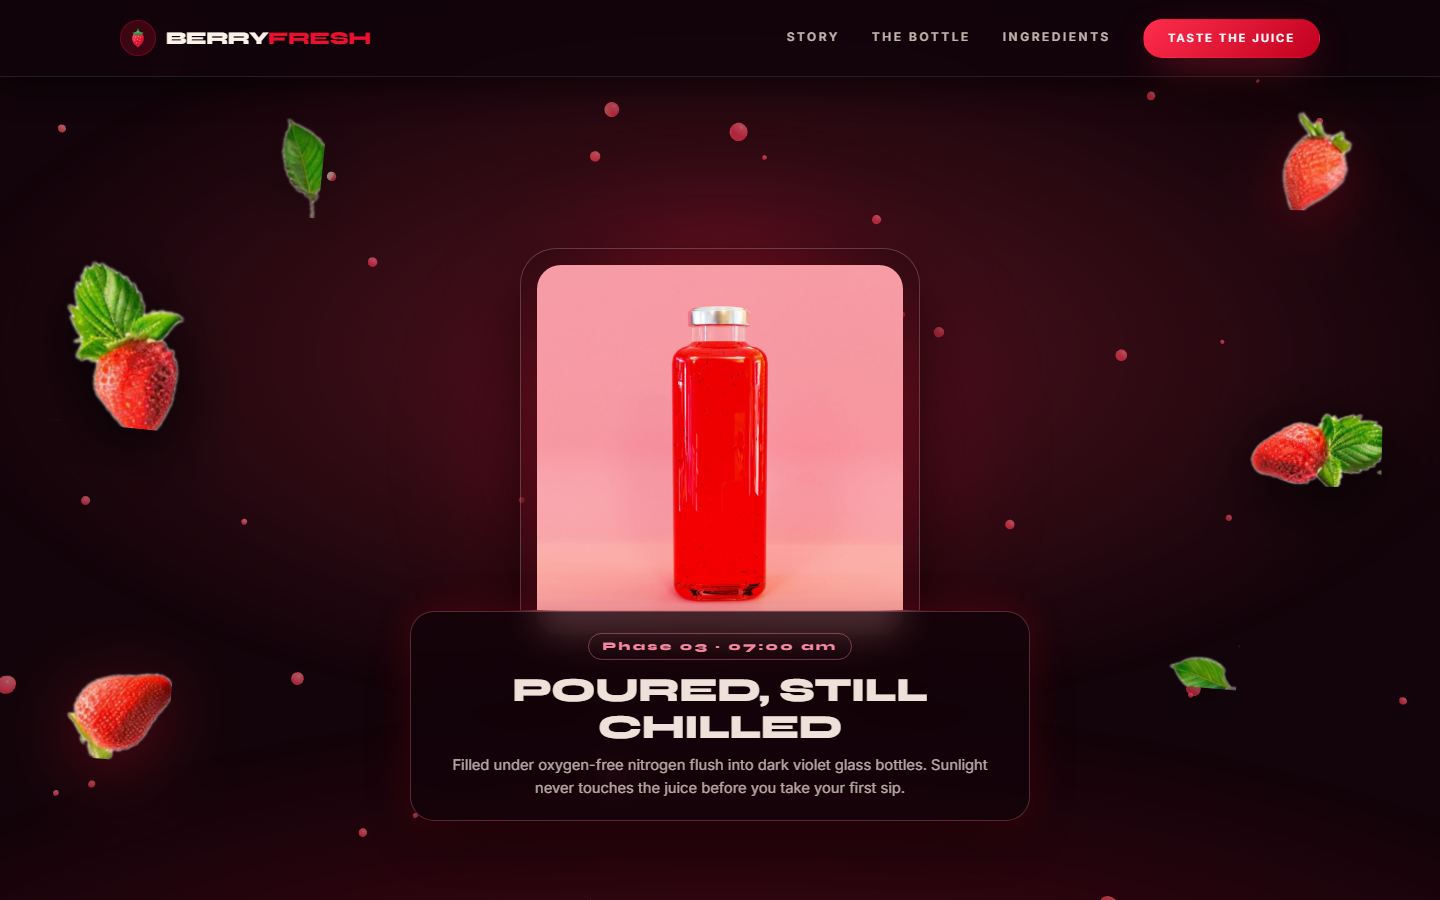 BERRYFRESH
STORY
THE BOTTLE
INGREDIENTS
TASTE THE JUICE
Phase 03 · 07:00 am
POURED, STILL
CHILLED
Filled under oxygen-free nitrogen flush into dark violet glass bottles. Sunlight
never touches the juice before you take your first sip.